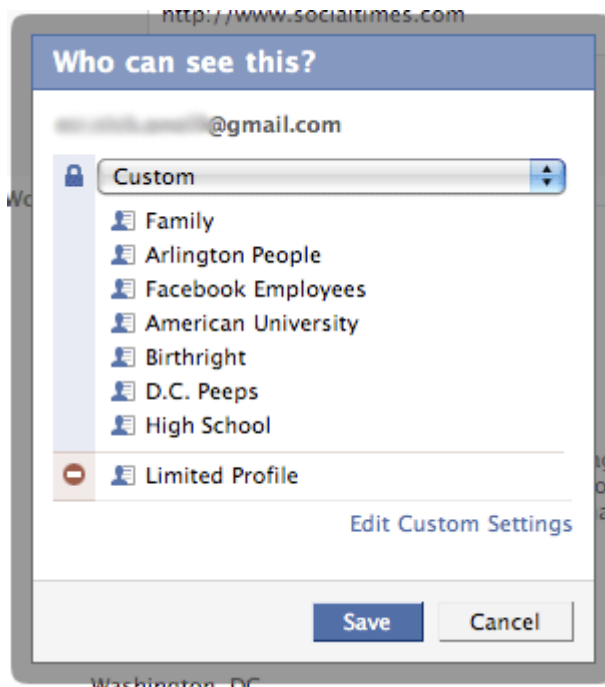 http://www.socialtimes.com
Who can see this?
@gmail.com
Custom
Family
Arlington People
Facebook Employees
American University
Birthright
D.C. Peeps
High School
Limited Profile
Edit Custom Settings
Save
Cancel
Washington, DC